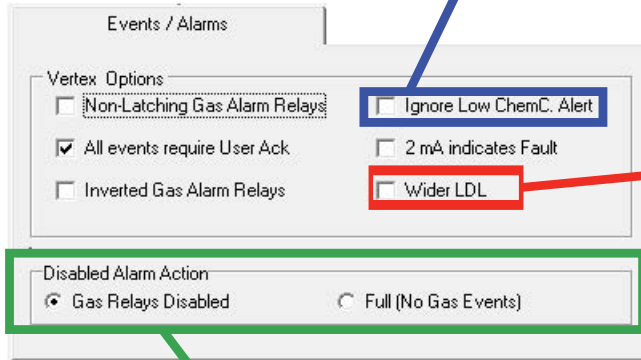 Events / Alarms
Vertex Options
Non-Latching Gas Alarm Relays
Ignore Low ChemC. Alert
All events require User Ack
2 mA indicates Fault
Inverted Gas Alarm Relays
Wider LDL
Disabled Alarm Action
Gas Relays Disabled
Full (No Gas Events)